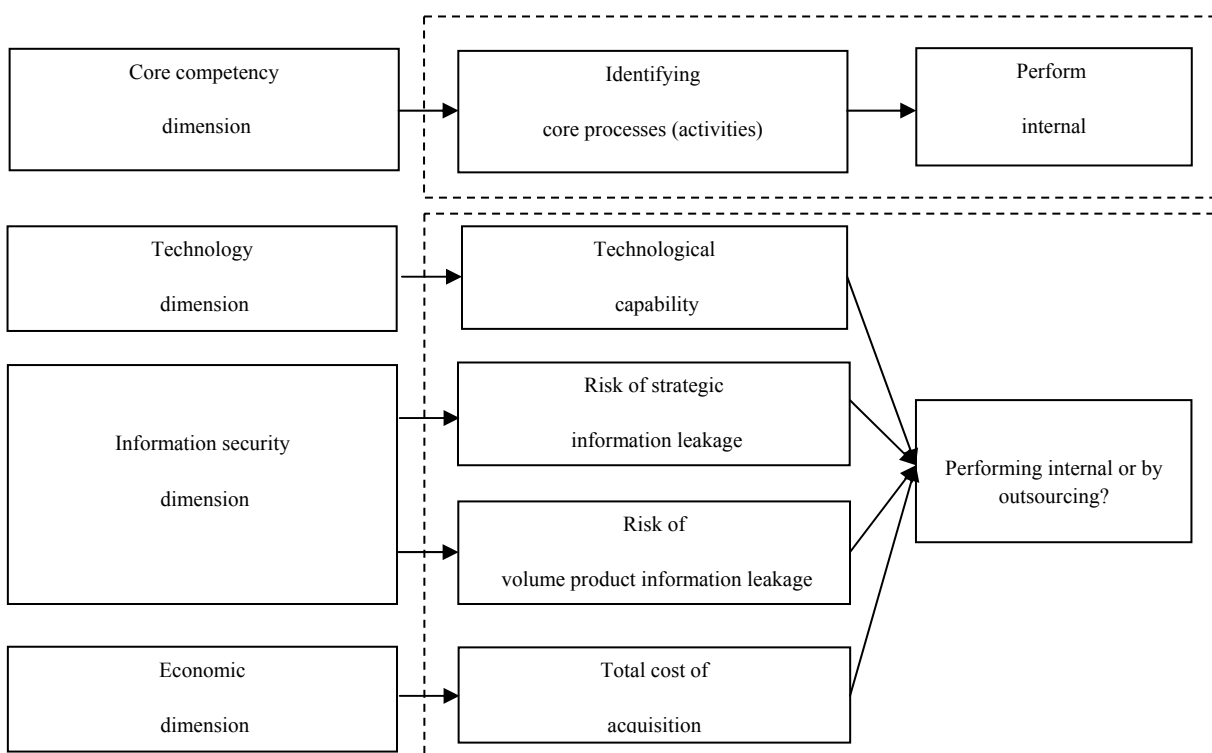 Core competency
dimension
Identifying
core processes (activities)
Perform
internal
Technology
dimension
Technological
capability
Information security
dimension
Risk of strategic
information leakage
Risk of
volume product information leakage
Performing internal or by
outsourcing?
Economic
dimension
Total cost of
acquisition